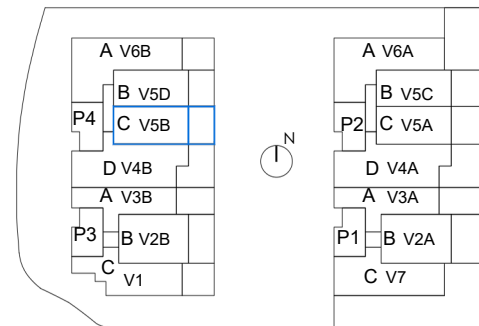 A V6B
B V5D
P4
C V5B
D V4B
A V3B
P3
B V2B
C
V1
N
A V6A
B V5C
P2
C V5A
D V4A
A V3A
P1
B V2A
C V7